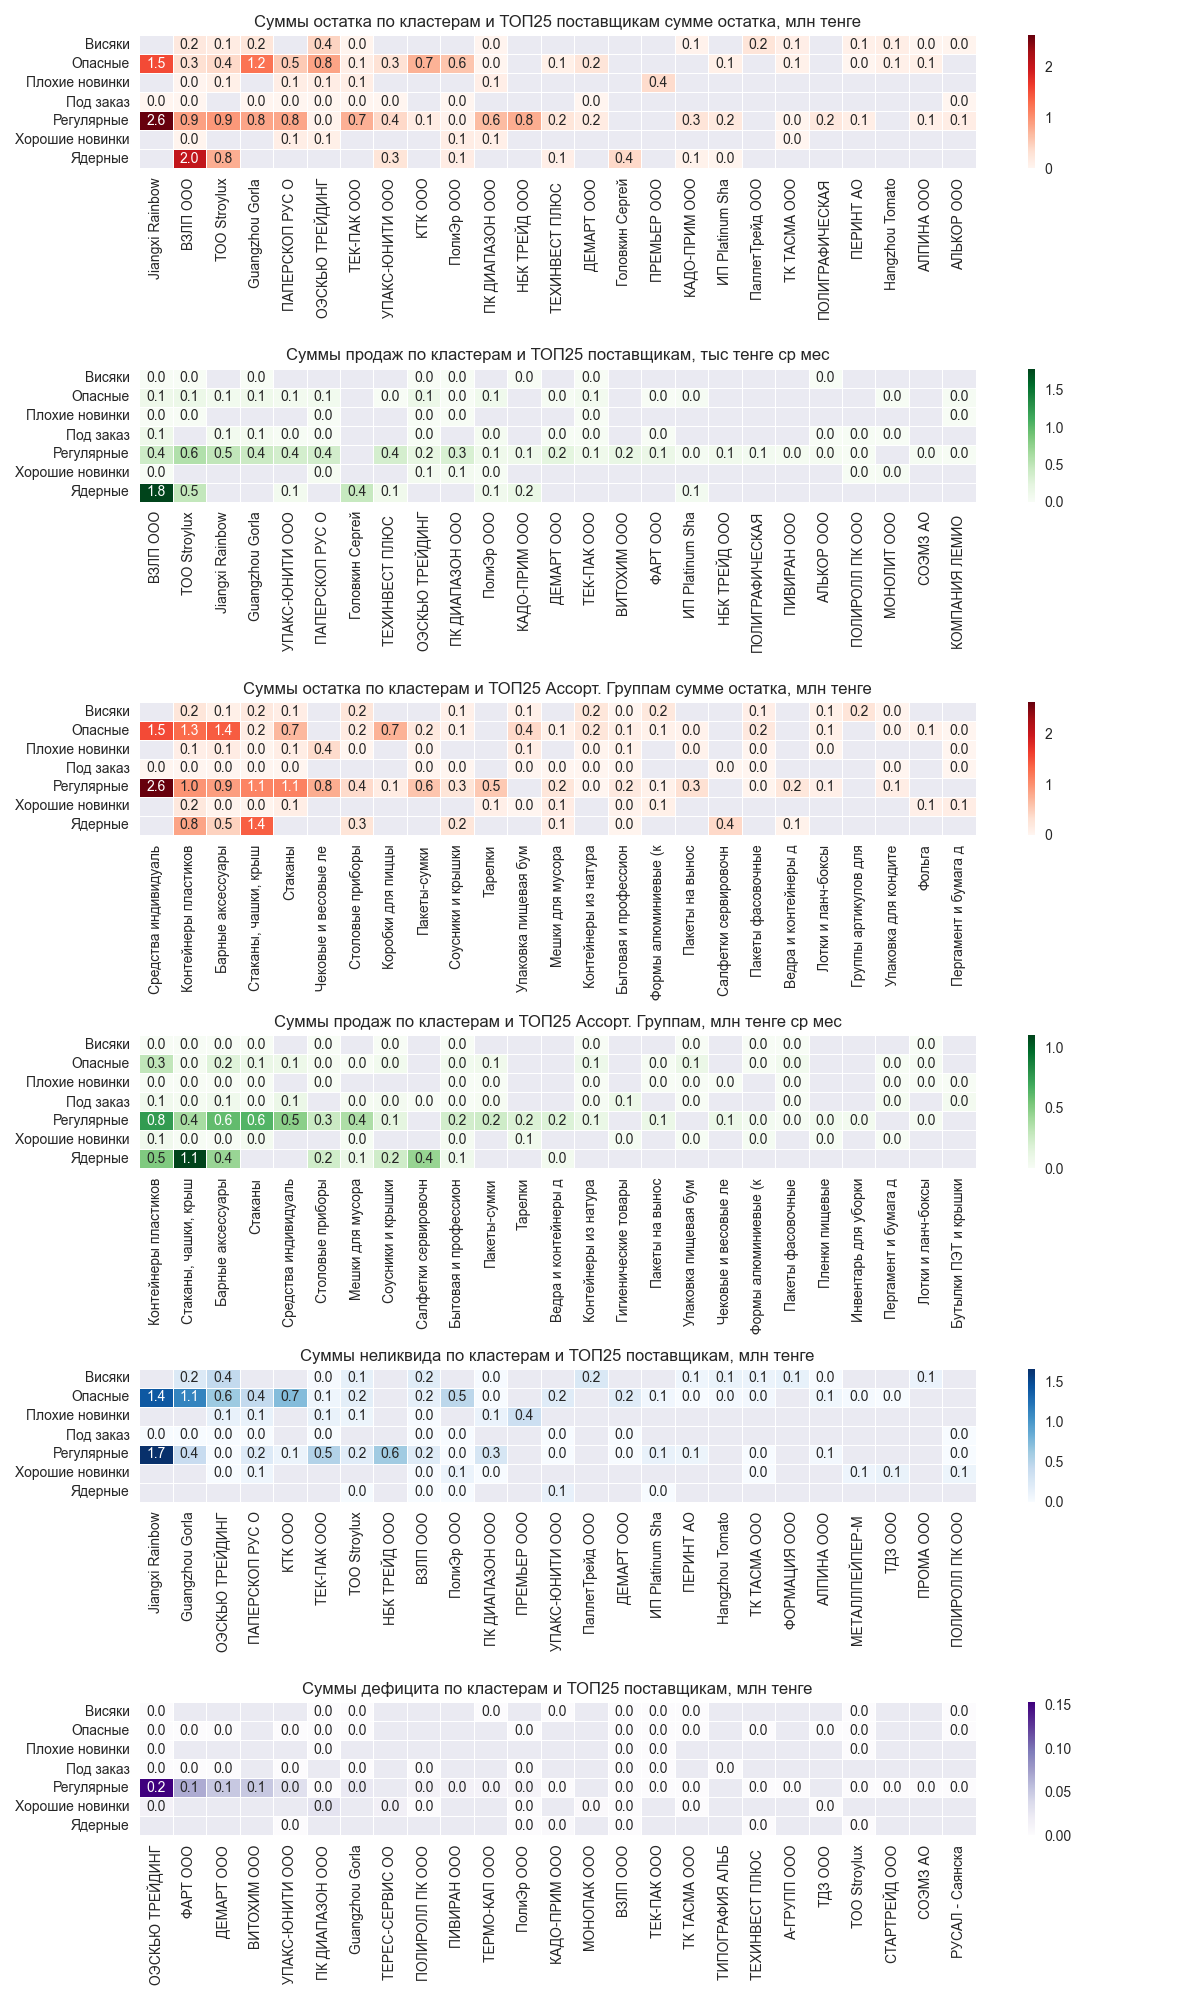 Суммы остатка по кластерам и ТОП25 поставщикам сумме остатка, млн тенге
Висяки 0.2 0.1 0.2 0.4 0.0 0.0 0.1 0.2 0.1 0.1 0.1 0.0 0.0
Опасные 1.5 0.3 0.4 1.2 0.5 0.8 0.1 0.3 0.7 0.6 0.0 0.1 0.2 0.1 0.1 0.0 0.1 0.1
Плохие новинки 0.0 0.1 0.1 0.1 0.1 0.1 0.4
Под заказ 0.0 0.0 0.0 0.0 0.0 0.0 0.0 0.0 0.0 0.0
Регулярные 2.6 0.9 0.9 0.8 0.8 0.0 0.7 0.4 0.1 0.0 0.6 0.8 0.2 0.2 0.3 0.2 0.0 0.2 0.1 0.1 0.1
Хорошие новинки 0.0 0.1 0.1 0.1 0.1 0.0
Ядерные 2.0 0.8 0.3 0.1 0.1 0.4 0.1 0.0
2
1
0
Jiangxi Rainbow
ВЗЛП ООО
ТОО Stroylux
Guangzhou Gorla
ПАПЕРСКОП РУС О
ОЭСКЬЮ ТРЕЙДИНГ
ТЕК-ПАК ООО
УПАКС-ЮНИТИ ООО
КТК ООО
ПолиЭр ООО
ПК ДИАПАЗОН ООО
НБК ТРЕЙД ООО
ТЕХИНВЕСТ ПЛЮС
ДЕМАРТ ООО
Головкин Сергей
ПРЕМЬЕР ООО
КАДО-ПРИМ ООО
ИП Platinum Sha
ПаллетТрейд ООО
ТК ТАСМА ООО
ПОЛИГРАФИЧЕСКАЯ
ПЕРИНТ АО
Hangzhou Tomato
АЛПИНА ООО
АЛЬКОР ООО
Суммы продаж по кластерам и ТОП25 поставщикам, тыс тенге ср мес
Висяки 0.0 0.0 0.0 0.0 0.0 0.0 0.0 0.0
Опасные 0.1 0.1 0.1 0.1 0.1 0.1 0.0 0.1 0.0 0.1 0.0 0.1 0.0 0.0 0.0 0.0
Плохие новинки 0.0 0.0 0.0 0.0 0.0 0.0 0.0
Под заказ 0.1 0.1 0.1 0.0 0.0 0.0 0.0 0.0 0.0 0.0 0.0 0.0 0.0
Регулярные 0.4 0.6 0.5 0.4 0.4 0.4 0.4 0.2 0.3 0.1 0.1 0.2 0.1 0.2 0.1 0.0 0.1 0.1 0.0 0.0 0.0 0.0 0.0
Хорошие новинки 0.0 0.0 0.1 0.1 0.0 0.0 0.0
Ядерные 1.8 0.5 0.1 0.4 0.1 0.1 0.2 0.1
1.5
1.0
0.5
0.0
ВЗЛП ООО
ТОО Stroylux
Jiangxi Rainbow
Guangzhou Gorla
УПАКС-ЮНИТИ ООО
ПАПЕРСКОП РУС О
Головкин Сергей
ТЕХИНВЕСТ ПЛЮС
ОЭСКЬЮ ТРЕЙДИНГ
ПК ДИАПАЗОН ООО
ПолиЭр ООО
КАДО-ПРИМ ООО
ДЕМАРТ ООО
ТЕК-ПАК ООО
ВИТОХИМ ООО
ФАРТ ООО
ИП Platinum Sha
НБК ТРЕЙД ООО
ПОЛИГРАФИЧЕСКАЯ
ПИВИРАН ООО
АЛЬКОР ООО
ПОЛИРОЛЛ ПК ООО
МОНОЛИТ ООО
СОЭМЗ АО
КОМПАНИЯ ЛЕМИО
Суммы остатка по кластерам и ТОП25 Ассорт. Группам сумме остатка, млн тенге
Висяки 0.2 0.1 0.2 0.1 0.2 0.1 0.1 0.2 0.0 0.2 0.1 0.1 0.2 0.0
Опасные 1.5 1.3 1.4 0.2 0.7 0.2 0.7 0.2 0.1 0.4 0.1 0.2 0.1 0.1 0.0 0.2 0.1 0.0 0.1 0.0
Плохие новинки 0.1 0.1 0.0 0.1 0.4 0.0 0.0 0.1 0.0 0.1 0.0 0.0 0.0 0.0
Под заказ 0.0 0.0 0.0 0.0 0.0 0.0 0.0 0.0 0.0 0.0 0.0 0.0 0.0 0.0 0.0
Регулярные 2.6 1.0 0.9 1.1 1.1 0.8 0.4 0.1 0.6 0.3 0.5 0.2 0.0 0.2 0.1 0.3 0.0 0.2 0.1 0.1
Хорошие новинки 0.2 0.0 0.0 0.1 0.1 0.0 0.1 0.0 0.1 0.1 0.1
Ядерные 0.8 0.5 1.4 0.3 0.2 0.1 0.0 0.4 0.1
2
1
0
Средства индивидуаль
Контейнеры пластиков
Барные аксессуары
Стаканы, чашки, крыш
Стаканы
Чековые и весовые ле
Столовые приборы
Коробки для пиццы
Пакеты-сумки
Соусники и крышки
Тарелки
Упаковка пищевая бум
Мешки для мусора
Контейнеры из натура
Бытовая и профессион
Формы алюминиевые (к
Пакеты на вынос
Салфетки сервировочн
Пакеты фасовочные
Ведра и контейнеры д
Лотки и ланч-боксы
Группы артикулов для
Упаковка для кондите
Фольга
Пергамент и бумага д
Суммы продаж по кластерам и ТОП25 Ассорт. Группам, млн тенге ср мес
Висяки 0.0 0.0 0.0 0.0 0.0 0.0 0.0 0.0 0.0 0.0 0.0 0.0
Опасные 0.3 0.0 0.2 0.1 0.1 0.0 0.0 0.0 0.0 0.1 0.1 0.0 0.1 0.0 0.0 0.0 0.0
Плохие новинки 0.0 0.0 0.0 0.0 0.0 0.0 0.0 0.0 0.0 0.0 0.0 0.0 0.0 0.0 0.0
Под заказ 0.1 0.0 0.1 0.0 0.1 0.0 0.0 0.0 0.0 0.1 0.0 0.0 0.0 0.0
Регулярные 0.8 0.4 0.6 0.6 0.5 0.3 0.4 0.1 0.2 0.2 0.2 0.2 0.1 0.1 0.1 0.0 0.0 0.0 0.0 0.0
Хорошие новинки 0.1 0.0 0.0 0.0 0.0 0.0 0.1 0.0 0.0 0.0 0.0 0.0
Ядерные 0.5 1.1 0.4 0.2 0.1 0.2 0.4 0.1 0.0
1.0
0.5
0.0
Контейнеры пластиков
Стаканы, чашки, крыш
Барные аксессуары
Стаканы
Средства индивидуаль
Столовые приборы
Мешки для мусора
Соусники и крышки
Салфетки сервировочн
Бытовая и профессион
Пакеты-сумки
Тарелки
Ведра и контейнеры д
Контейнеры из натура
Гигиенические товары
Пакеты на вынос
Упаковка пищевая бум
Чековые и весовые ле
Формы алюминиевые (к
Пакеты фасовочные
Пленки пищевые
Инвентарь для уборки
Пергамент и бумага д
Лотки и ланч-боксы
Бутылки ПЭТ и крышки
Суммы неликвида по кластерам и ТОП25 поставщикам, млн тенге
Висяки 0.2 0.4 0.0 0.1 0.2 0.0 0.2 0.1 0.1 0.1 0.1 0.0 0.1
Опасные 1.4 1.1 0.6 0.4 0.7 0.1 0.2 0.2 0.5 0.0 0.2 0.2 0.1 0.0 0.0 0.0 0.1 0.0 0.0
Плохие новинки 0.1 0.1 0.1 0.1 0.0 0.1 0.4
Под заказ 0.0 0.0 0.0 0.0 0.0 0.0 0.0 0.0 0.0 0.0 0.0
Регулярные 1.7 0.4 0.0 0.2 0.1 0.5 0.2 0.6 0.2 0.0 0.3 0.0 0.0 0.1 0.1 0.0 0.1 0.0
Хорошие новинки 0.0 0.1 0.0 0.1 0.0 0.0 0.1 0.1 0.1
Ядерные 0.0 0.0 0.0 0.1 0.0
1.5
1.0
0.5
0.0
Jiangxi Rainbow
Guangzhou Gorla
ОЭСКЬЮ ТРЕЙДИНГ
ПАПЕРСКОП РУС О
КТК ООО
ТЕК-ПАК ООО
ТОО Stroylux
НБК ТРЕЙД ООО
ВЗЛП ООО
ПолиЭр ООО
ПК ДИАПАЗОН ООО
ПРЕМЬЕР ООО
УПАКС-ЮНИТИ ООО
ПаллетТрейд ООО
ДЕМАРТ ООО
ИП Platinum Sha
ПЕРИНТ АО
Hangzhou Tomato
ТК ТАСМА ООО
ФОРМАЦИЯ ООО
АЛПИНА ООО
МЕТАЛЛПЕЙПЕР-М
ТДЗ ООО
ПРОМА ООО
ПОЛИРОЛЛ ПК ООО
Суммы дефицита по кластерам и ТОП25 поставщикам, млн тенге
Висяки 0.0 0.0 0.0 0.0 0.0 0.0 0.0 0.0 0.0 0.0
Опасные 0.0 0.0 0.0 0.0 0.0 0.0 0.0 0.0 0.0 0.0 0.0 0.0 0.0 0.0
Плохие новинки 0.0 0.0 0.0 0.0 0.0
Под заказ 0.0 0.0 0.0 0.0 0.0 0.0 0.0 0.0 0.0 0.0 0.0
Регулярные 0.2 0.1 0.1 0.1 0.0 0.0 0.0 0.0 0.0 0.0 0.0 0.0 0.0 0.0 0.0 0.0 0.0 0.0 0.0 0.0 0.0
Хорошие новинки 0.0 0.0 0.0 0.0 0.0 0.0 0.0 0.0 0.0
Ядерные 0.0 0.0 0.0 0.0 0.0 0.0
0.15
0.10
0.05
0.00
ОЭСКЬЮ ТРЕЙДИНГ
ФАРТ ООО
ДЕМАРТ ООО
ВИТОХИМ ООО
УПАКС-ЮНИТИ ООО
ПК ДИАПАЗОН ООО
Guangzhou Gorla
ТЕРЕС-СЕРВИС ОО
ПОЛИРОЛЛ ПК ООО
ПИВИРАН ООО
ТЕРМО-КАП ООО
ПолиЭр ООО
КАДО-ПРИМ ООО
МОНОПАК ООО
ВЗЛП ООО
ТЕК-ПАК ООО
ТК ТАСМА ООО
ТИПОГРАФИЯ АЛЬБ
ТЕХИНВЕСТ ПЛЮС
А-ГРУПП ООО
ТДЗ ООО
ТОО Stroylux
СТАРТРЕЙД ООО
СОЭМЗ АО
РУСАЛ - Саянска